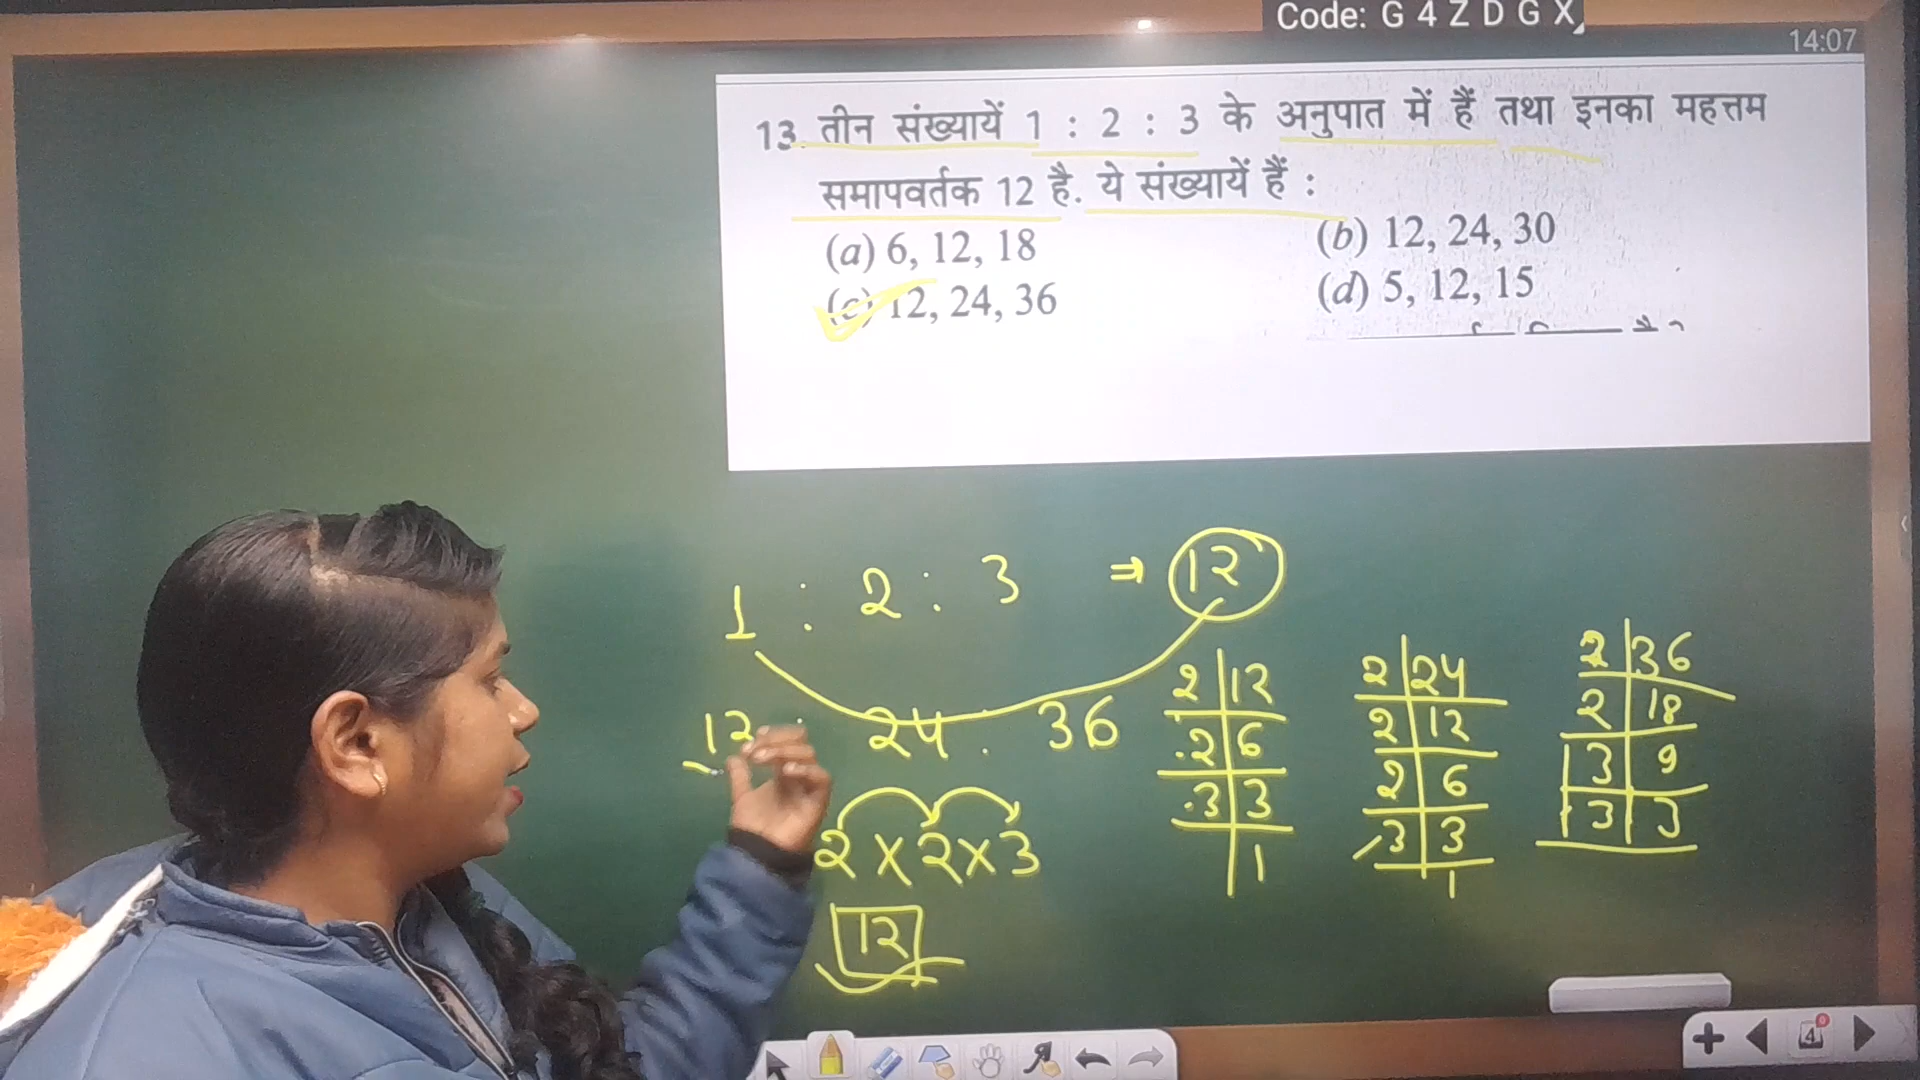 Code: G 4 Z D G X
14:07
13. तीन संख्यायें 1 : 2 : 3 के अनुपात में हैं तथा इनका महत्तम
समापवर्तक 12 है. ये संख्यायें हैं :
(a) 6, 12, 18 (b) 12, 24, 30
(c) 12, 24, 36 (d) 5, 12, 15
1 : 2 : 3 ⇒ 12
12 : 24 : 36
2 × 2 × 3
12
2 | 12
2 | 6
3 | 3
1
2 | 24
2 | 12
2 | 6
3 | 3
1
2 | 36
2 | 18
3 | 9
3 | 3
4